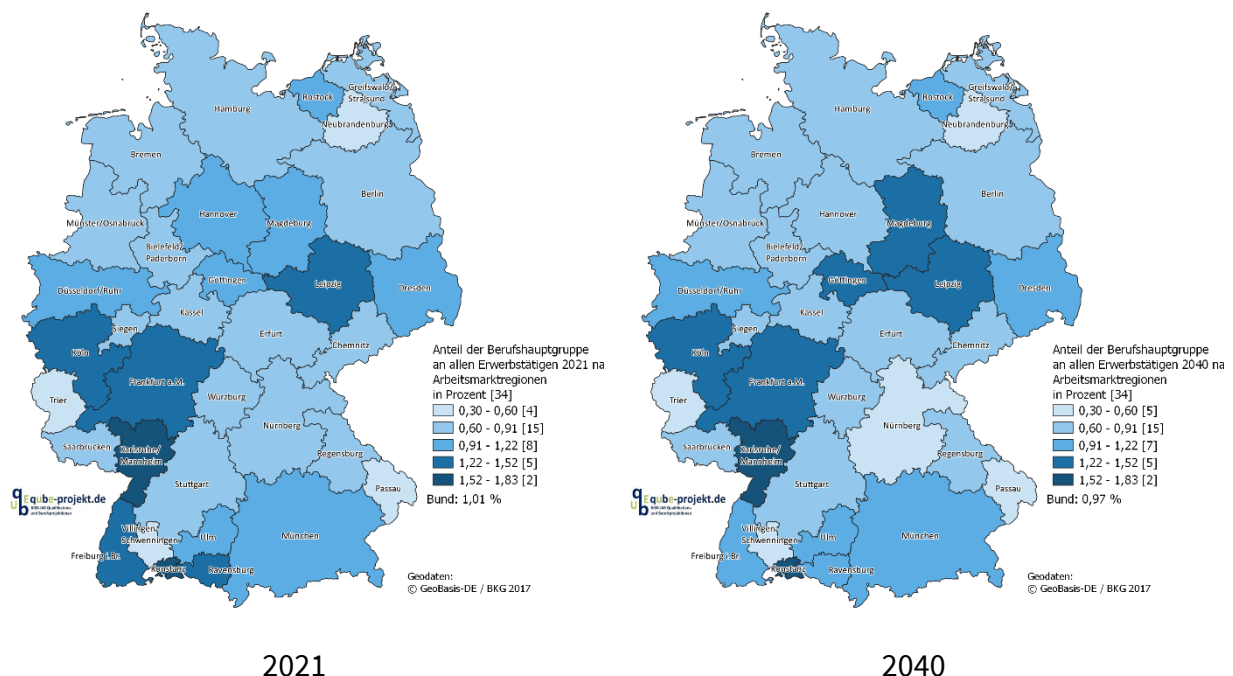 Hamburg
Rostock
Greifswald/
Stralsund
Neubrandenburg
Bremen
Berlin
Hannover
Magdeburg
Münster/Osnabrück
Bielefeld/
Paderborn
Göttingen
Leipzig
Düsseldorf/Ruhr
Dresden
Kassel
Siegen
Köln
Erfurt
Chemnitz
Frankfurt a.M.
Trier
Würzburg
Nürnberg
Saarbrücken
Karlsruhe/
Mannheim
Regensburg
Stuttgart
Passau
Villingen/
Schwenningen
Ulm
München
Freiburg i.Br.
Konstanz
Ravensburg
Anteil der Berufshauptgruppe
an allen Erwerbstätigen 2021 na
Arbeitsmarktregionen
in Prozent [34]
0,30 - 0,60 [4]
0,60 - 0,91 [15]
0,91 - 1,22 [8]
1,22 - 1,52 [5]
1,52 - 1,83 [2]
Bund: 1,01 %
qube-projekt.de
Geodaten:
© GeoBasis-DE / BKG 2017
2021
Hamburg
Rostock
Greifswald/
Stralsund
Neubrandenburg
Bremen
Berlin
Hannover
Magdeburg
Münster/Osnabrück
Bielefeld/
Paderborn
Göttingen
Leipzig
Düsseldorf/Ruhr
Dresden
Kassel
Siegen
Köln
Erfurt
Chemnitz
Frankfurt a.M.
Trier
Würzburg
Nürnberg
Saarbrücken
Karlsruhe/
Mannheim
Regensburg
Stuttgart
Passau
Villingen/
Schwenningen
Ulm
München
Freiburg i.Br.
Konstanz
Ravensburg
Anteil der Berufshauptgruppe
an allen Erwerbstätigen 2040 na
Arbeitsmarktregionen
in Prozent [34]
0,30 - 0,60 [5]
0,60 - 0,91 [15]
0,91 - 1,22 [7]
1,22 - 1,52 [5]
1,52 - 1,83 [2]
Bund: 0,97 %
qube-projekt.de
Geodaten:
© GeoBasis-DE / BKG 2017
2040